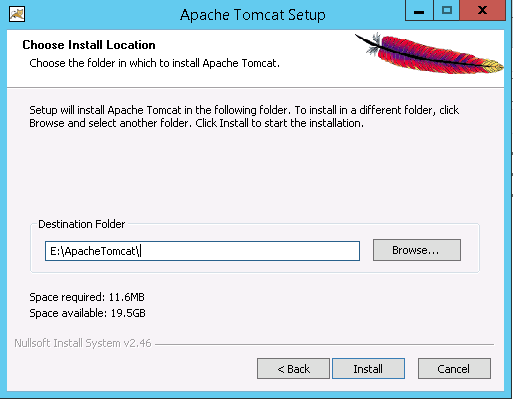 Apache Tomcat Setup
Choose Install Location
Choose the folder in which to install Apache Tomcat.
Setup will install Apache Tomcat in the following folder. To install in a different folder, click
Browse and select another folder. Click Install to start the installation.
Destination Folder
E:\ApacheTomcat\
Browse...
Space required: 11.6MB
Space available: 19.5GB
Nullsoft Install System v2.46
< Back
Install
Cancel